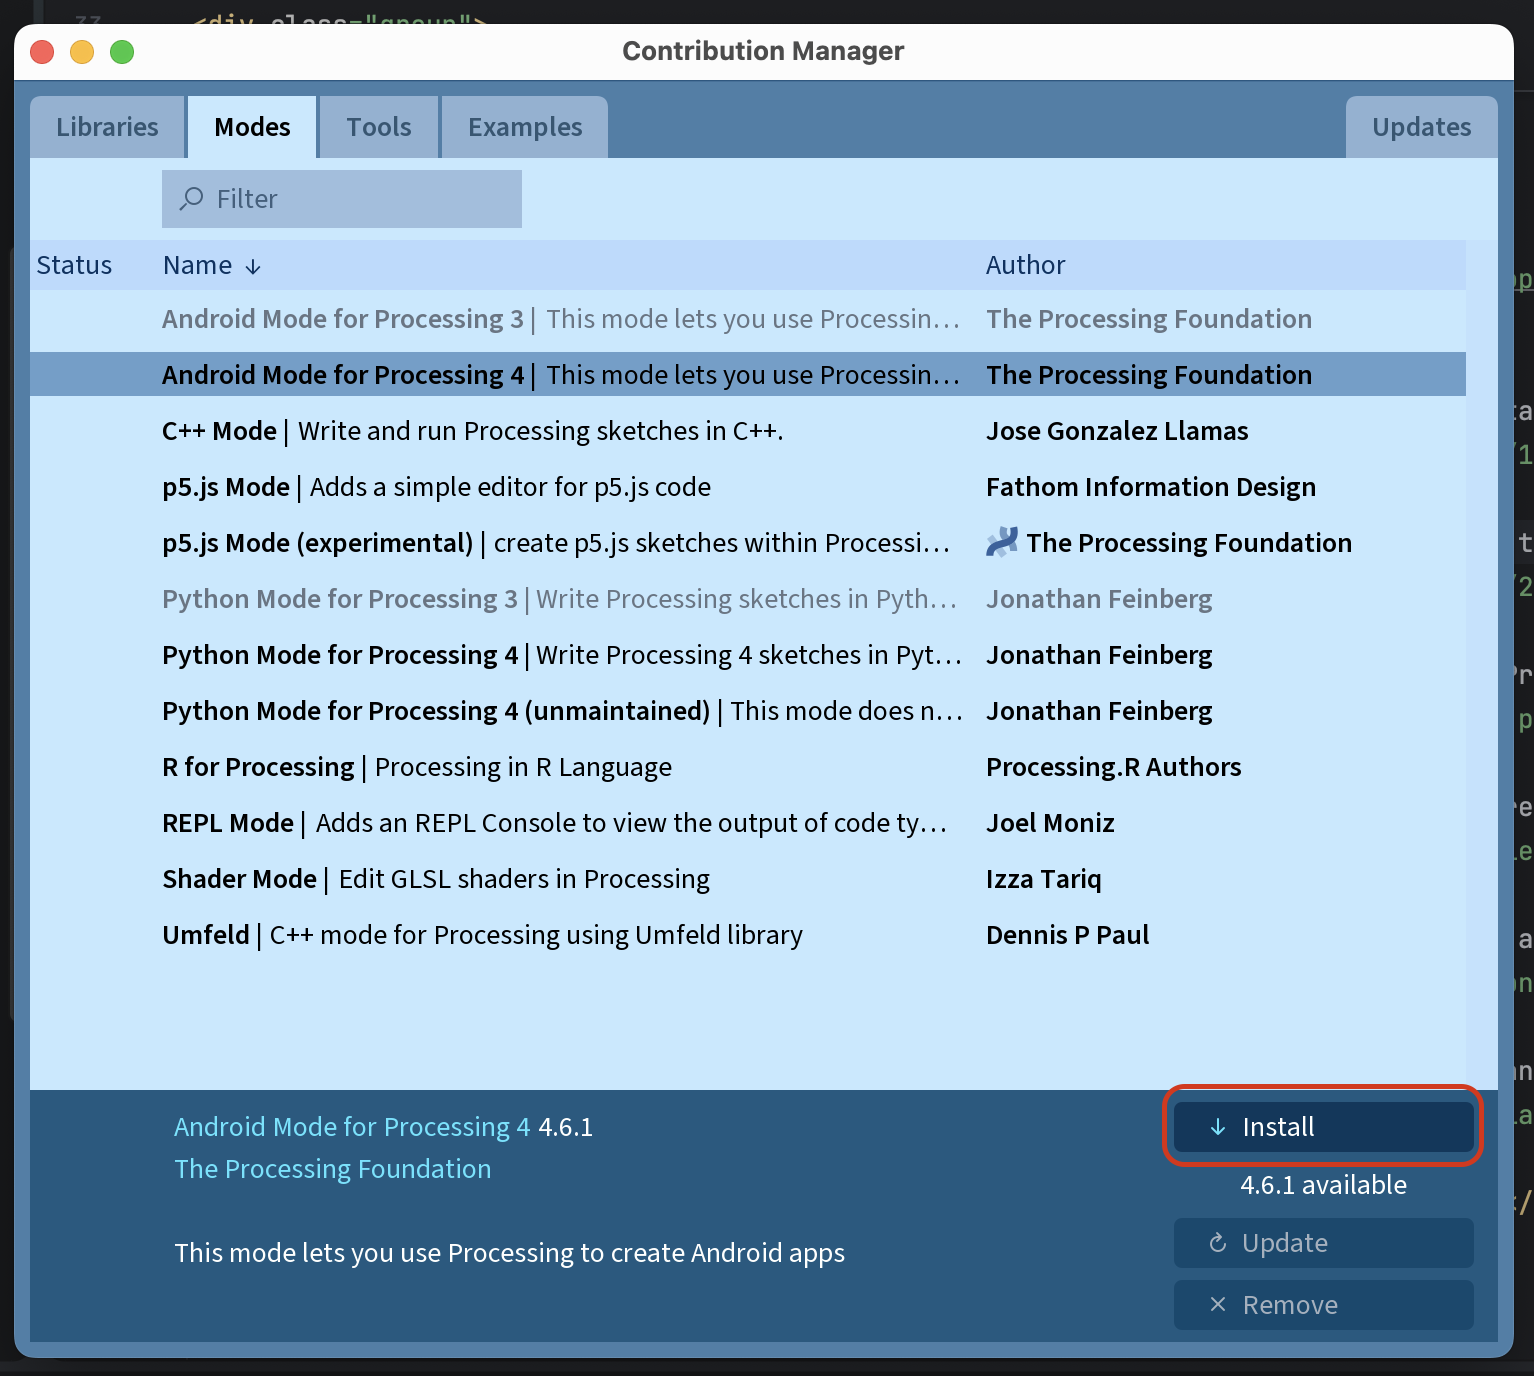 33 <div class="group">
Contribution Manager
Libraries Modes Tools Examples Updates
Filter
Status Name ↓ Author
Android Mode for Processing 3 | This mode lets you use Processin… The Processing Foundation
Android Mode for Processing 4 | This mode lets you use Processin… The Processing Foundation
C++ Mode | Write and run Processing sketches in C++. Jose Gonzalez Llamas
p5.js Mode | Adds a simple editor for p5.js code Fathom Information Design
p5.js Mode (experimental) | create p5.js sketches within Processi… The Processing Foundation
Python Mode for Processing 3 | Write Processing sketches in Pyth… Jonathan Feinberg
Python Mode for Processing 4 | Write Processing 4 sketches in Pyt… Jonathan Feinberg
Python Mode for Processing 4 (unmaintained) | This mode does n… Jonathan Feinberg
R for Processing | Processing in R Language Processing.R Authors
REPL Mode | Adds an REPL Console to view the output of code ty… Joel Moniz
Shader Mode | Edit GLSL shaders in Processing Izza Tariq
Umfeld | C++ mode for Processing using Umfeld library Dennis P Paul
Android Mode for Processing 4 4.6.1
The Processing Foundation
This mode lets you use Processing to create Android apps
↓ Install
4.6.1 available
Update
× Remove